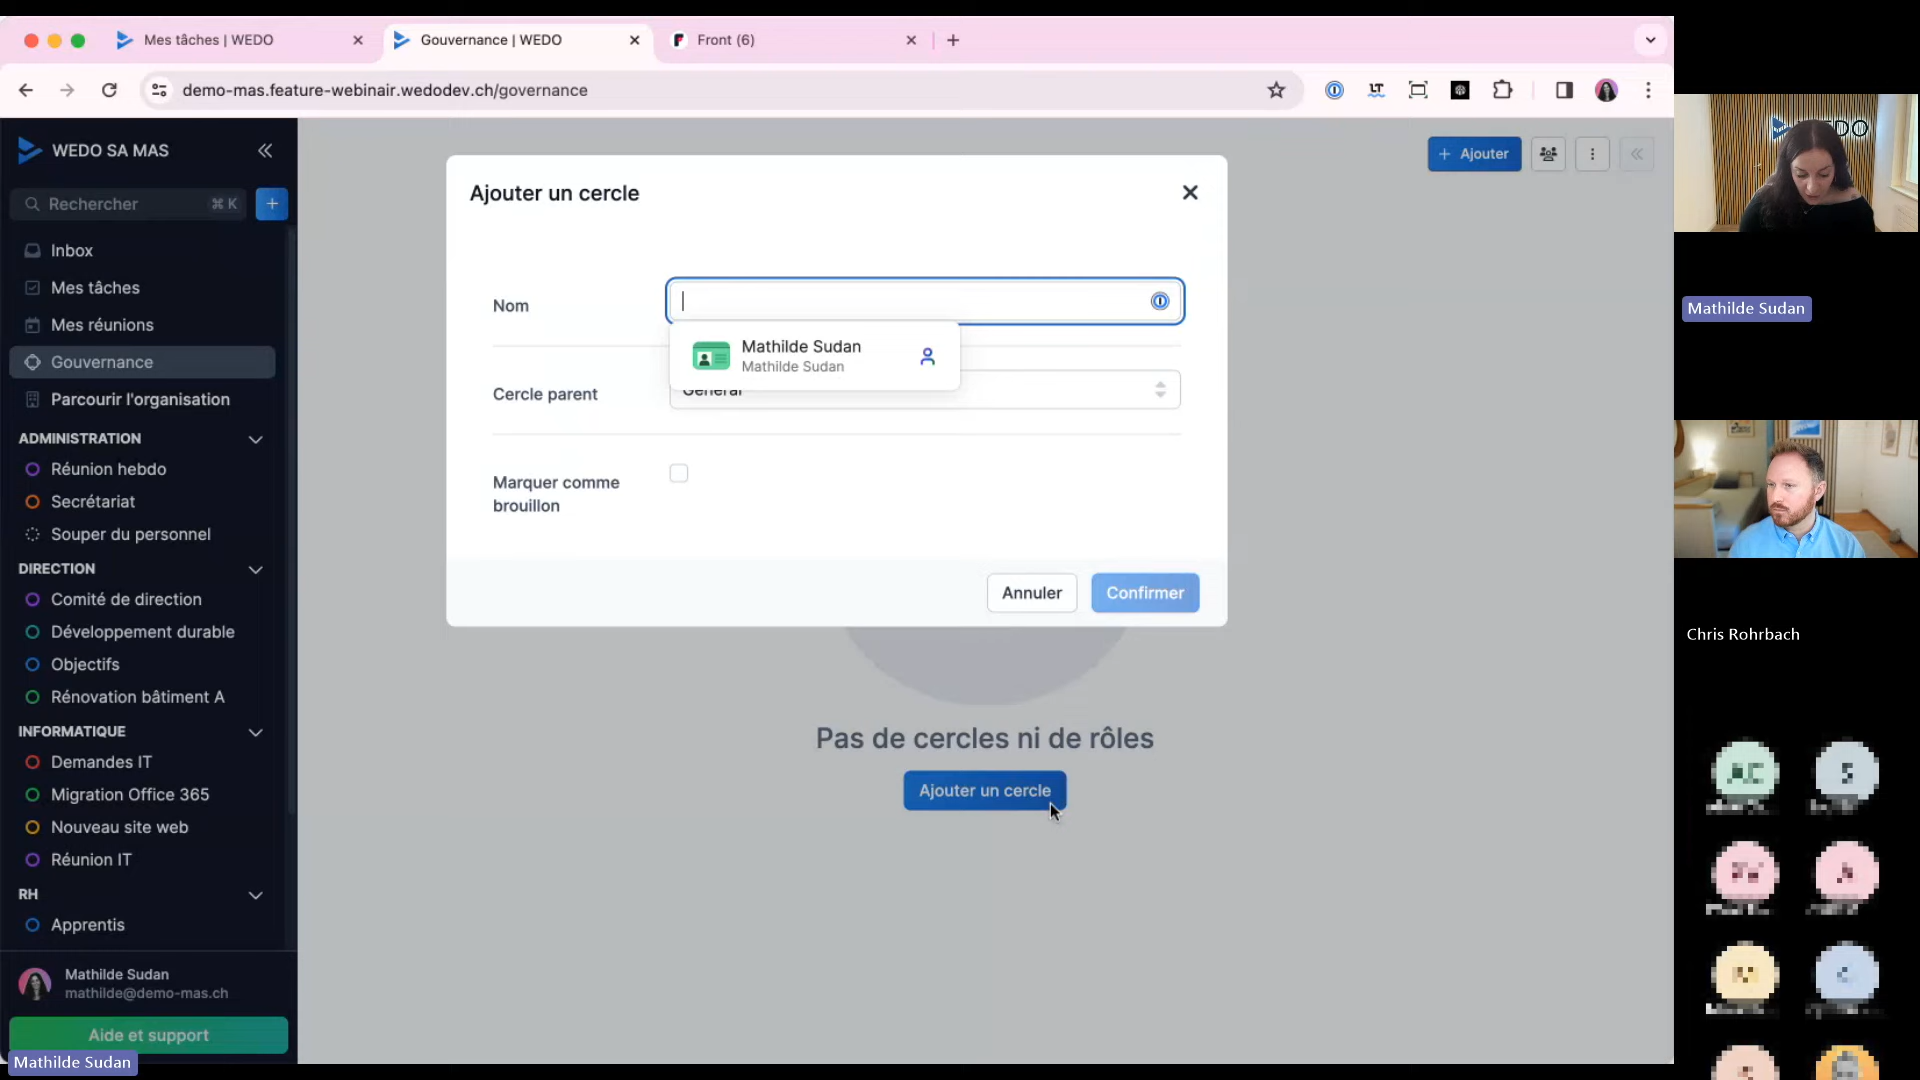 Mes tâches | WEDO
Gouvernance | WEDO
Front (6)
demo-mas.feature-webinair.wedodev.ch/governance
LT
WEDO SA MAS
Rechercher
⌘ K
Inbox
Mes tâches
Mes réunions
Gouvernance
Parcourir l'organisation
ADMINISTRATION
Réunion hebdo
Secrétariat
Souper du personnel
DIRECTION
Comité de direction
Développement durable
Objectifs
Rénovation bâtiment A
INFORMATIQUE
Demandes IT
Migration Office 365
Nouveau site web
Réunion IT
RH
Apprentis
Mathilde Sudan
mathilde@demo-mas.ch
Aide et support
Mathilde Sudan
+ Ajouter
Ajouter un cercle
Nom
Mathilde Sudan
Mathilde Sudan
Cercle parent
Général
Marquer comme
brouillon
Annuler
Confirmer
Pas de cercles ni de rôles
Ajouter un cercle
Mathilde Sudan
Chris Rohrbach